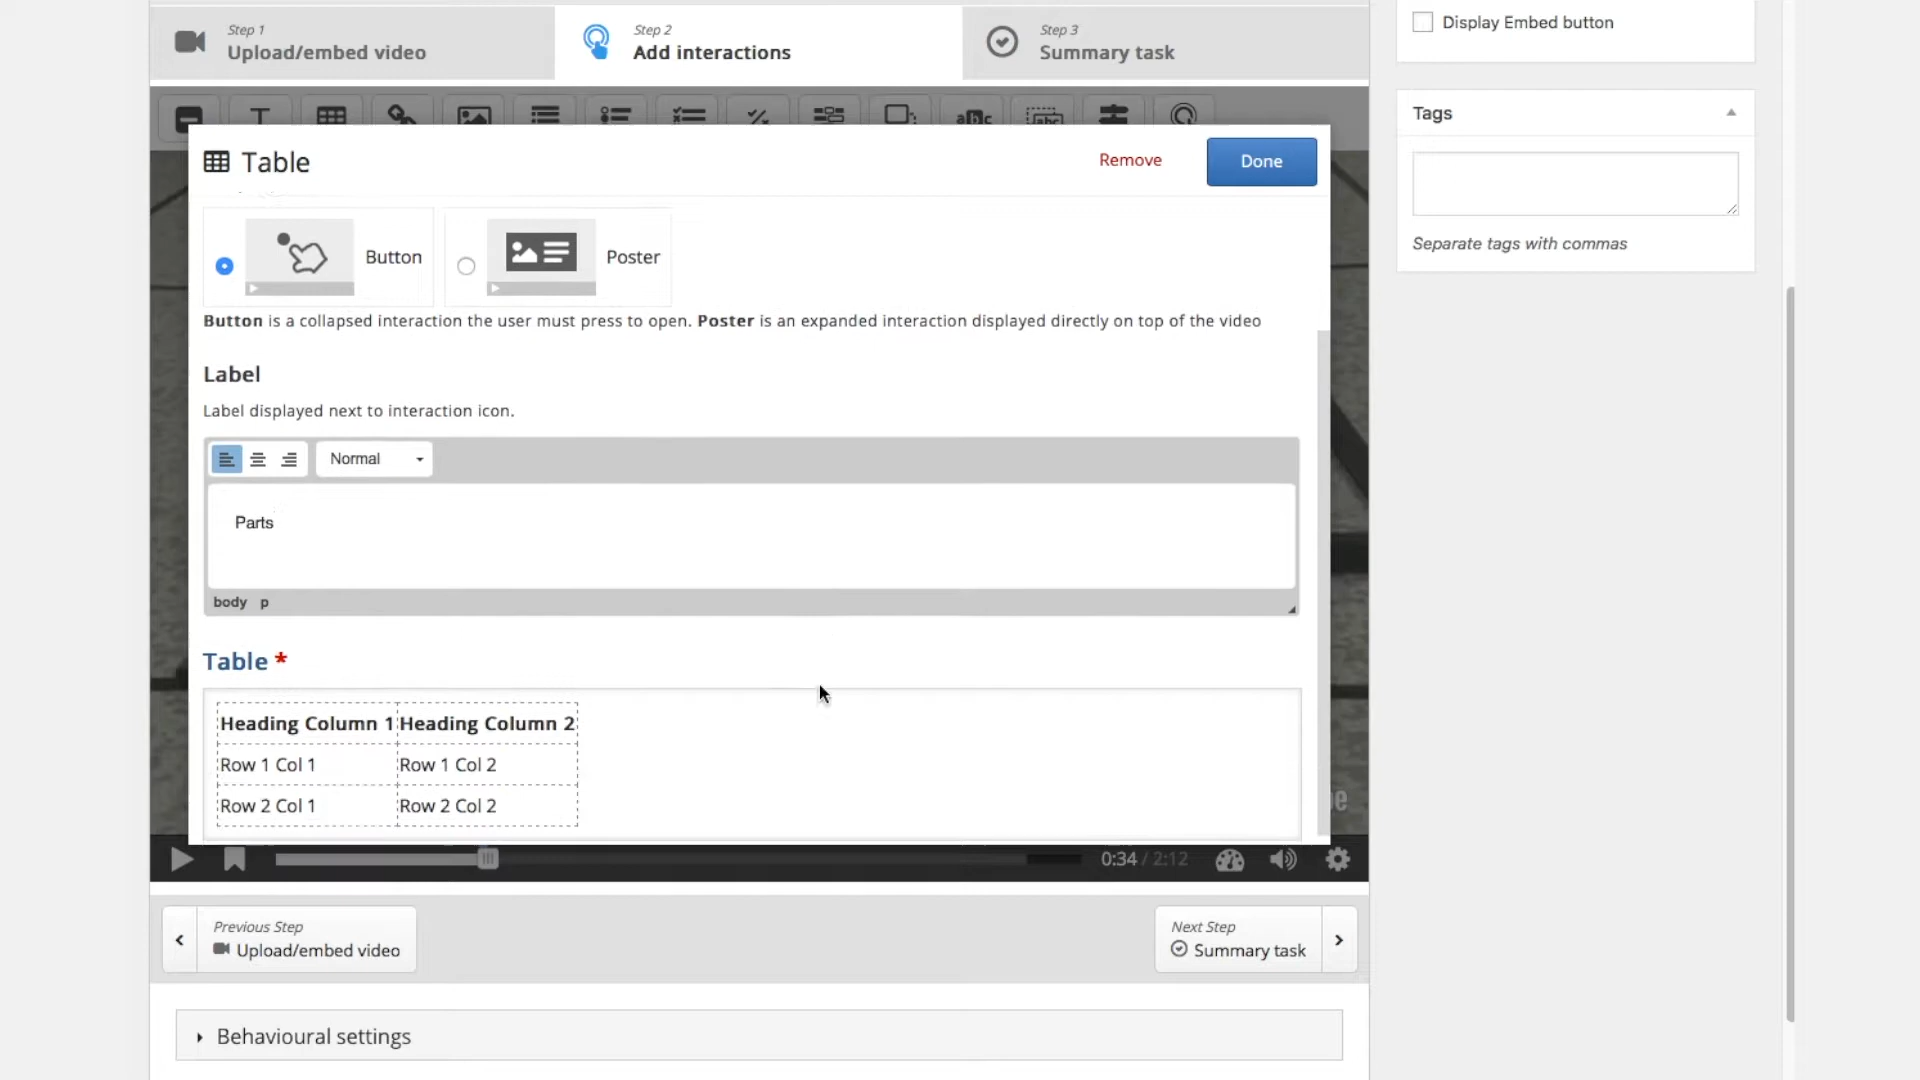 Step 1
Upload/embed video
Step 2
Add interactions
Step 3
Summary task
Display Embed button
Tags
Separate tags with commas
T
abc
abc
Table
Remove
Done
Button
Poster
Button is a collapsed interaction the user must press to open. Poster is an expanded interaction displayed directly on top of the video
Label
Label displayed next to interaction icon.
Normal
Parts
body p
Table *
Heading Column 1 Heading Column 2
Row 1 Col 1 Row 1 Col 2
Row 2 Col 1 Row 2 Col 2
0:34 / 2:12
Previous Step
Upload/embed video
Next Step
Summary task
Behavioural settings